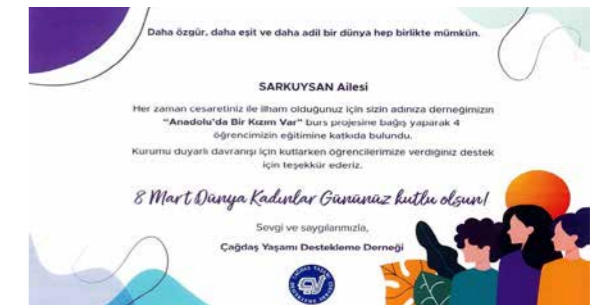 Daha özgür, daha eşit ve daha adil bir dünya hep birlikte mümkün.
SARKUYSAN Ailesi
Her zaman cesaretiniz ile ilham olduğunuz için sizin adınıza derneğimizin
“Anadolu’da Bir Kızım Var” burs projesine bağış yaparak 4
öğrencimizin eğitimine katkıda bulundu.
Kurumu duyarlı davranışı için kutlarken öğrencilerimize verdiğiniz destek
için teşekkür ederiz.
8 Mart Dünya Kadınlar Gününüz kutlu olsun!
Sevgi ve saygılarımızla,
Çağdaş Yaşamı Destekleme Derneği